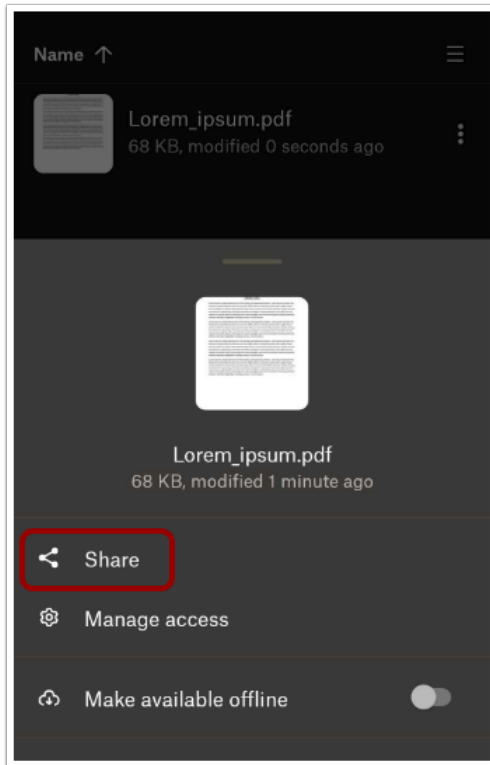 Name ↑
Lorem_ipsum.pdf
68 KB, modified 0 seconds ago
Lorem_ipsum.pdf
68 KB, modified 1 minute ago
Share
Manage access
Make available offline